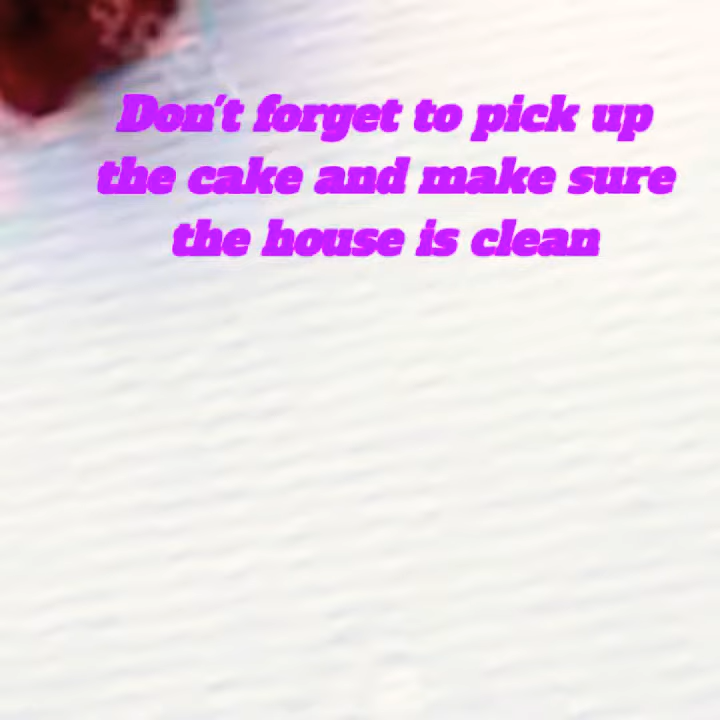 Don't forget to pick up
the cake and make sure
the house is clean